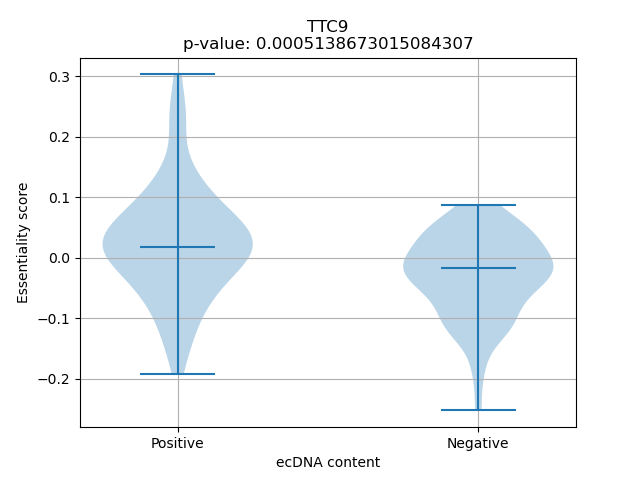 TTC9
p-value: 0.0005138673015084307
Essentiality score
0.3
0.2
0.1
0.0
−0.1
−0.2
Positive
Negative
ecDNA content